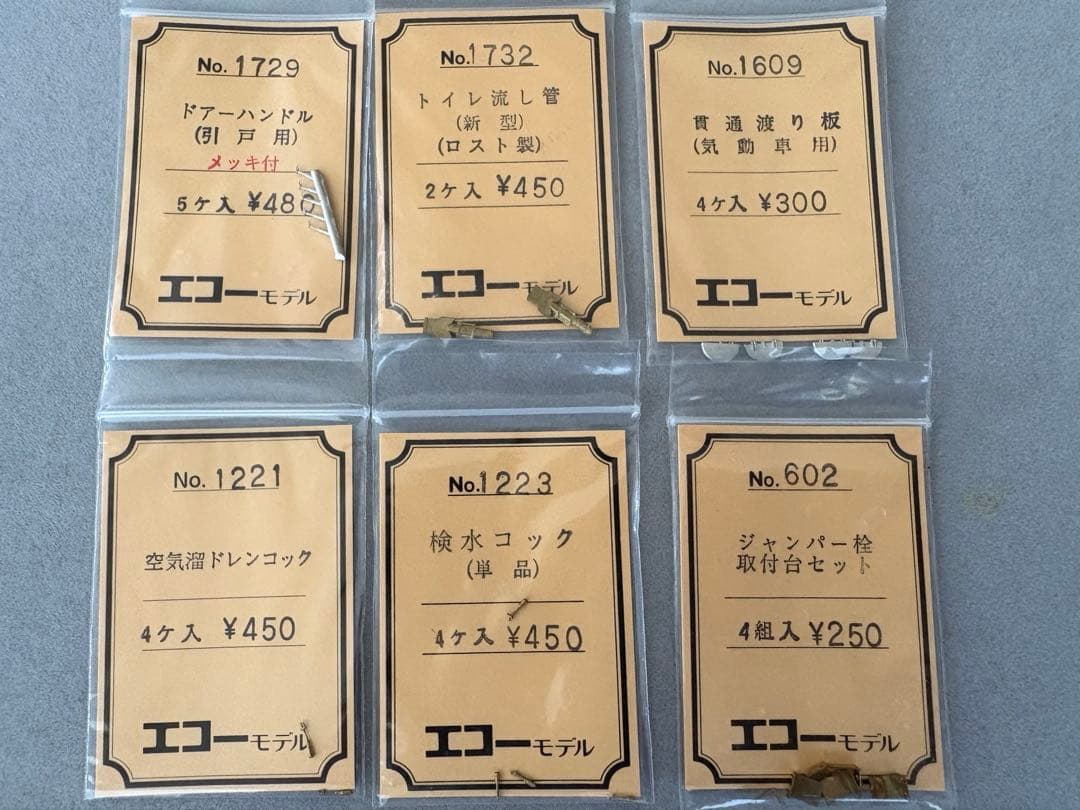 No. 1729
ドアーハンドル
(引戸用)
メッキ付
5ケ入 ¥480
エコーモデル
No. 1732
トイレ流し管
(新型)
(ロスト製)
2ケ入 ¥450
エコーモデル
No. 1609
貫通渡り板
(気動車用)
4ケ入 ¥300
エコーモデル
No. 1221
空気溜ドレンコック
4ケ入 ¥450
エコーモデル
No. 1223
検水コック
(単品)
4ケ入 ¥450
エコーモデル
No. 602
ジャンパー栓
取付台セット
4組入 ¥250
エコーモデル